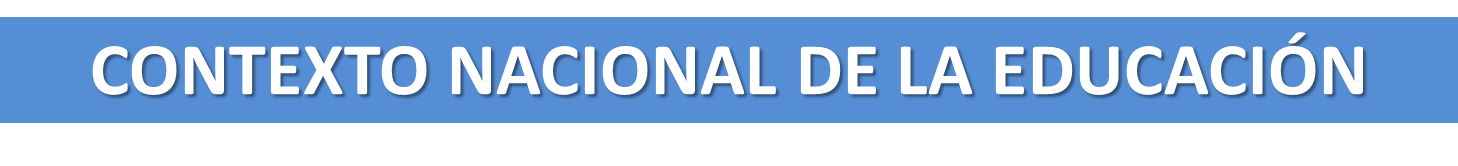 CONTEXTO NACIONAL DE LA EDUCACIÓN